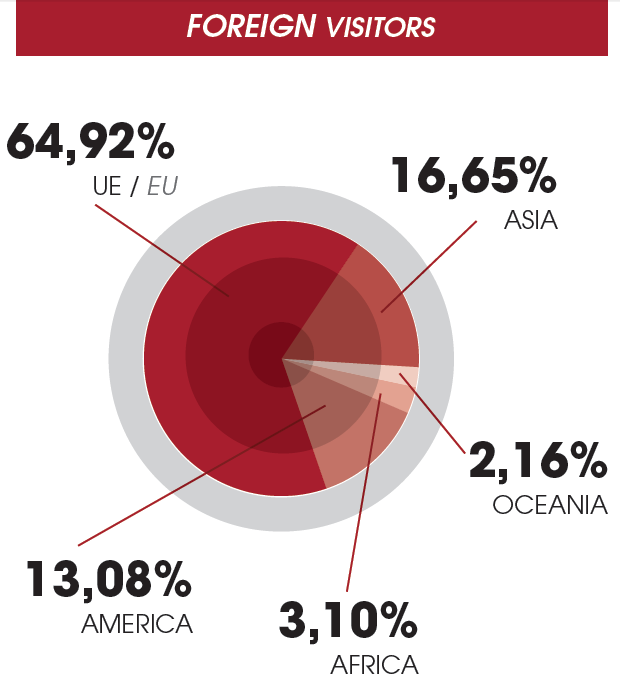 FOREIGN VISITORS
64,92%
UE / EU
16,65%
ASIA
2,16%
OCEANIA
13,08%
AMERICA
3,10%
AFRICA